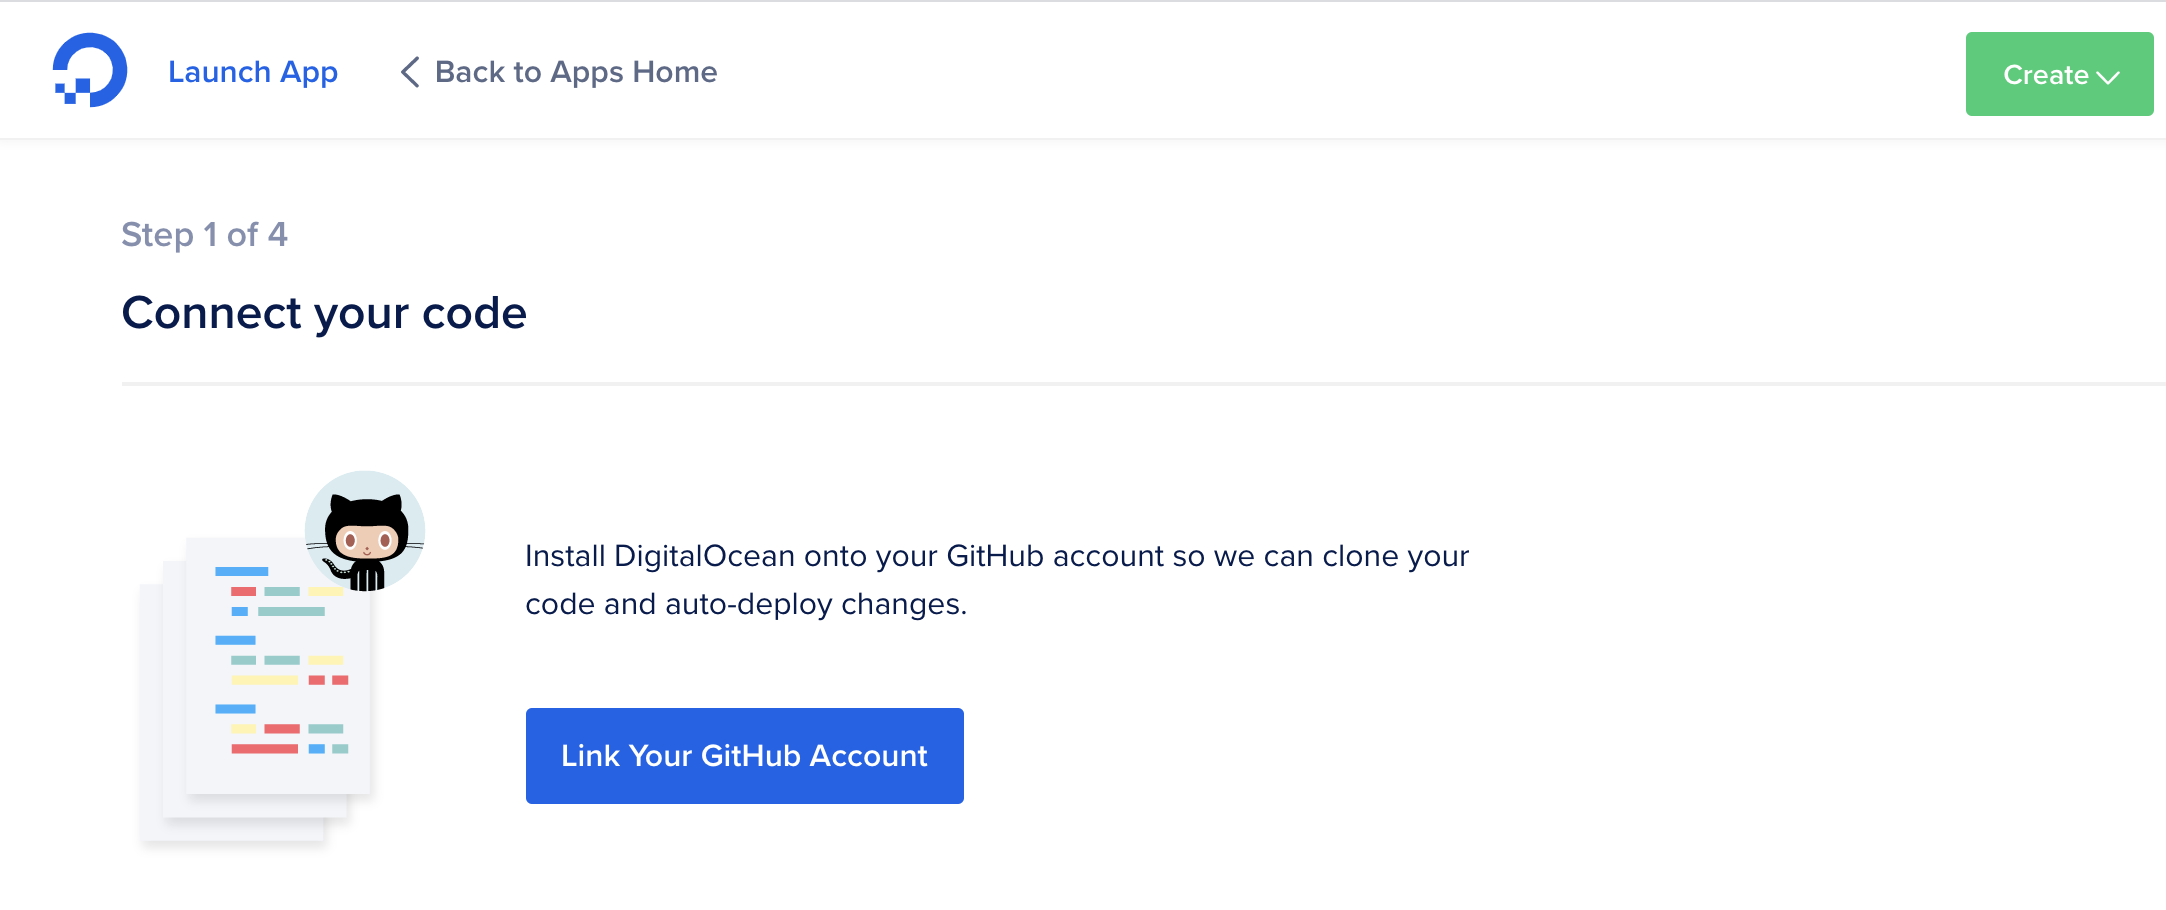 Launch App
Back to Apps Home
Create
Step 1 of 4
Connect your code
Install DigitalOcean onto your GitHub account so we can clone your
code and auto-deploy changes.
Link Your GitHub Account